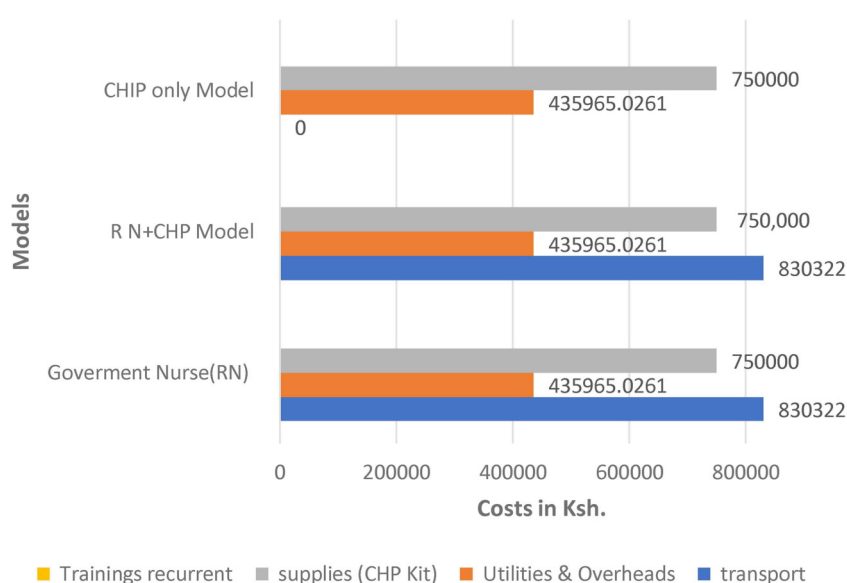 CHIP only Model
750000
435965.0261
0
R N+CHP Model
750,000
435965.0261
830322
Models
Goverment Nurse(RN)
750000
435965.0261
830322
0 200000 400000 600000 800000
Costs in Ksh.
Trainings recurrent supplies (CHP Kit) Utilities & Overheads transport